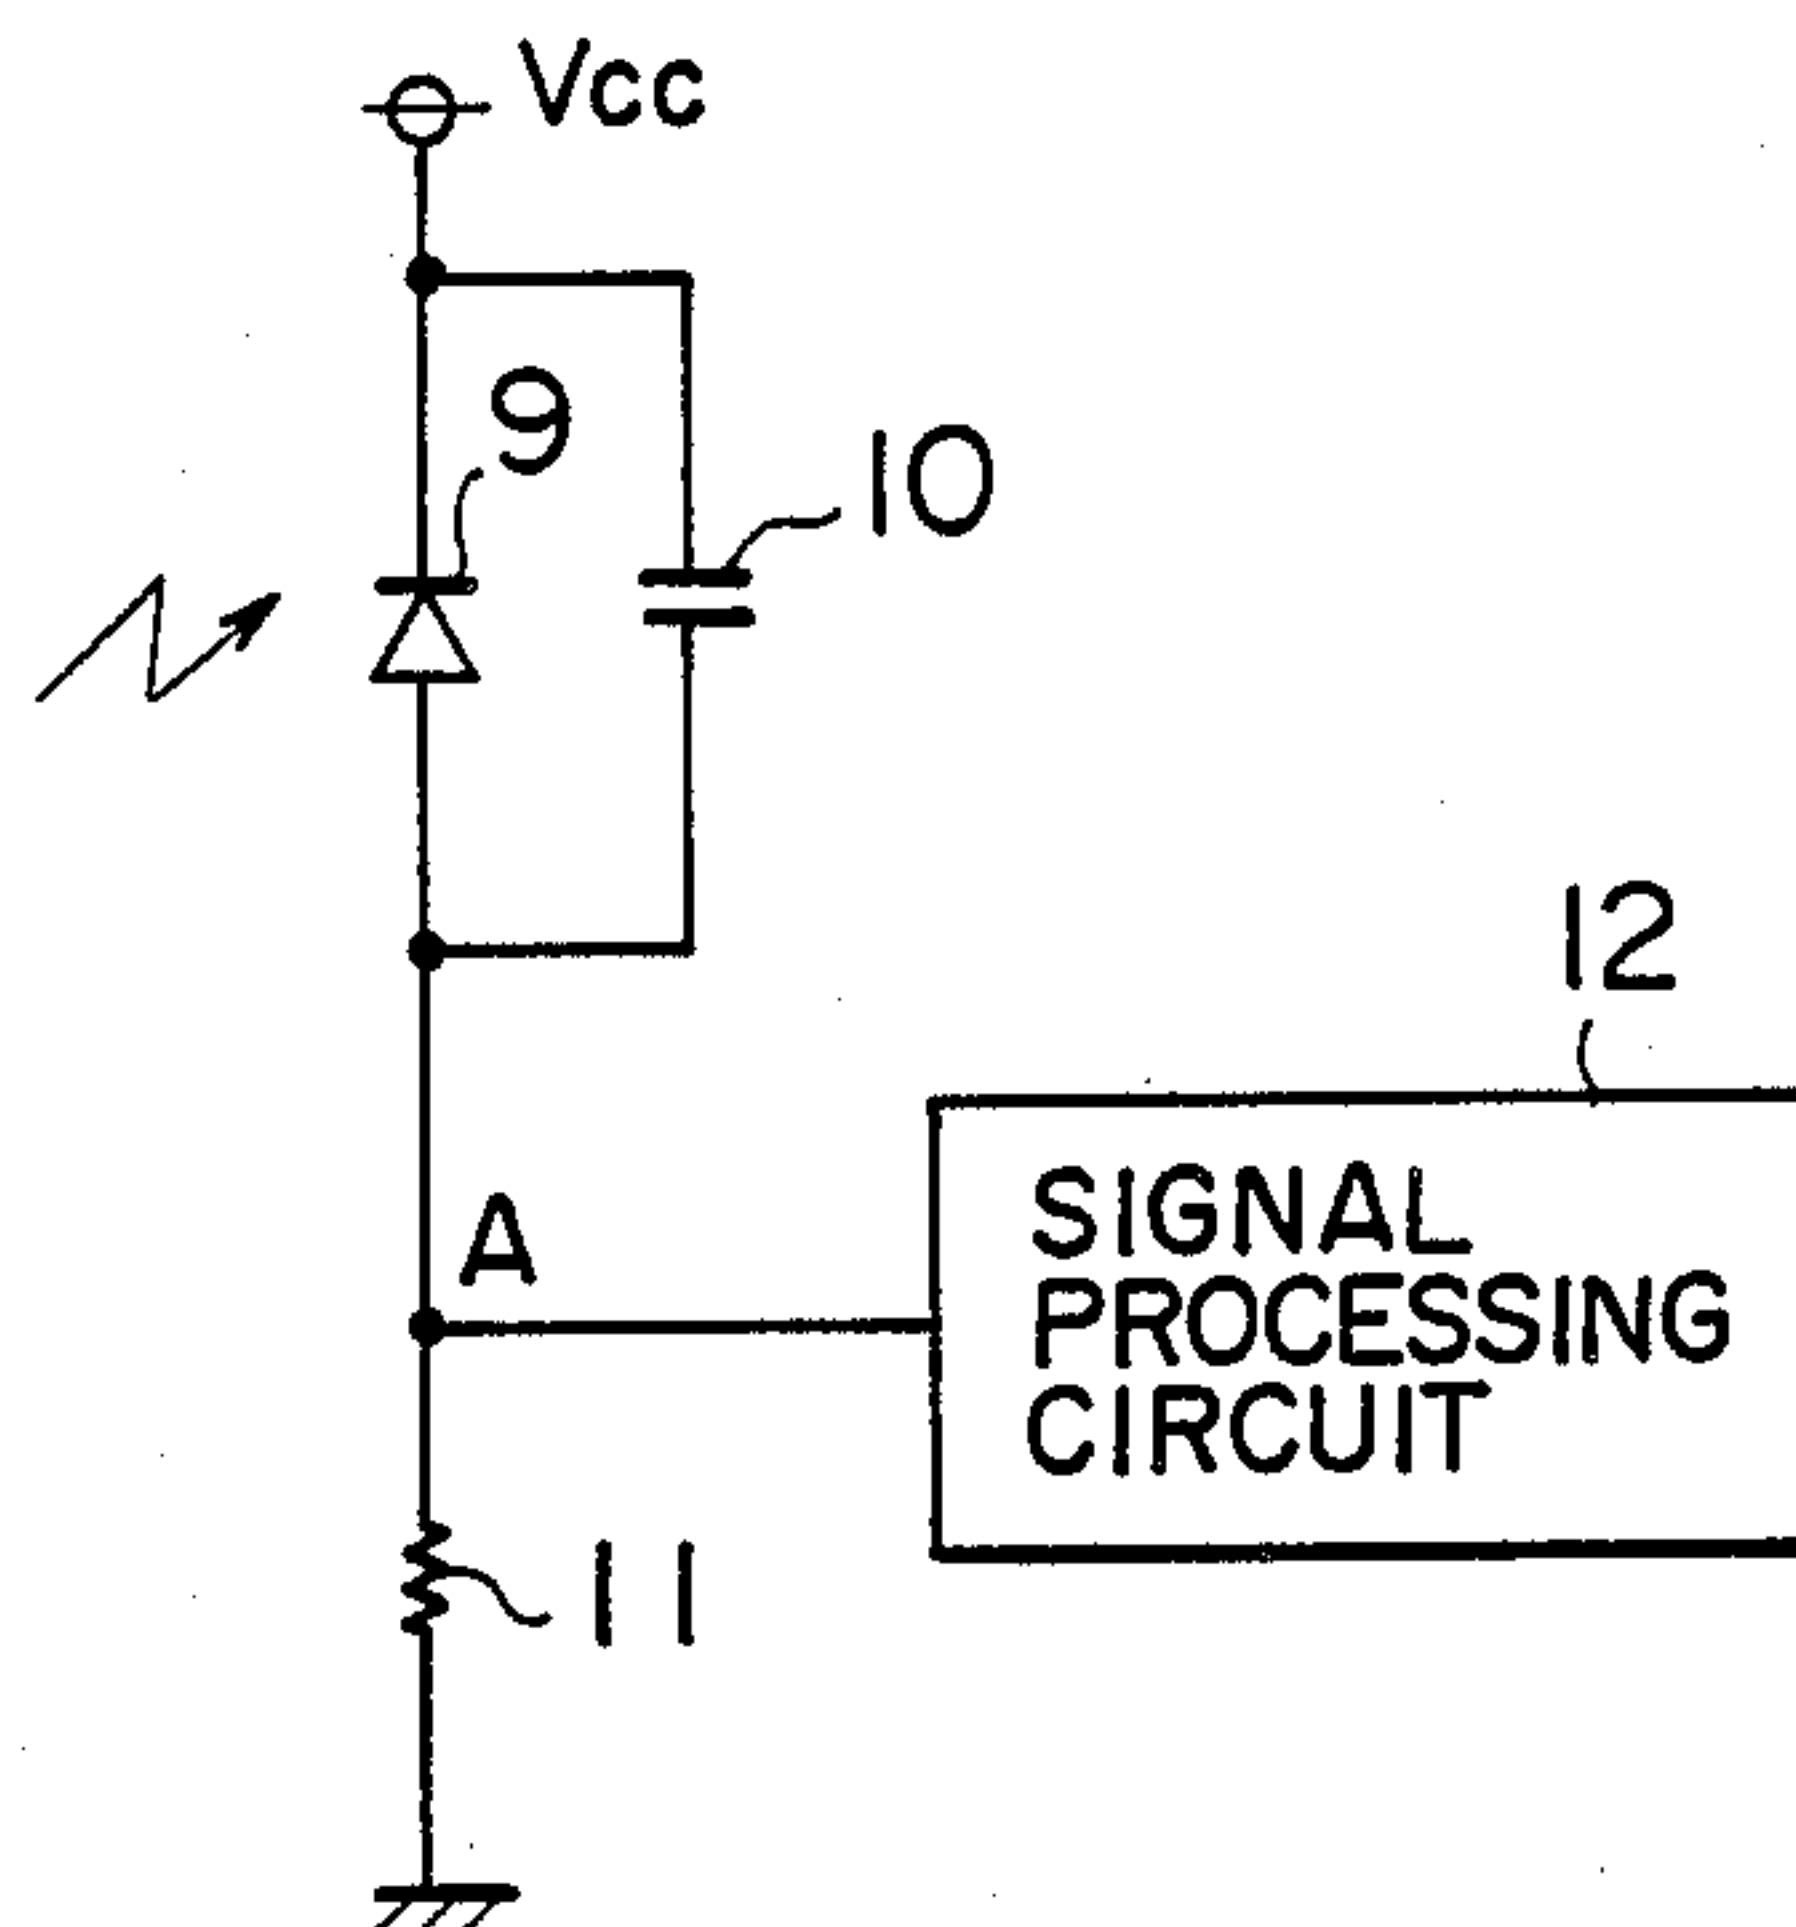 Vcc
9
10
12
A
SIGNAL
PROCESSING
CIRCUIT
11